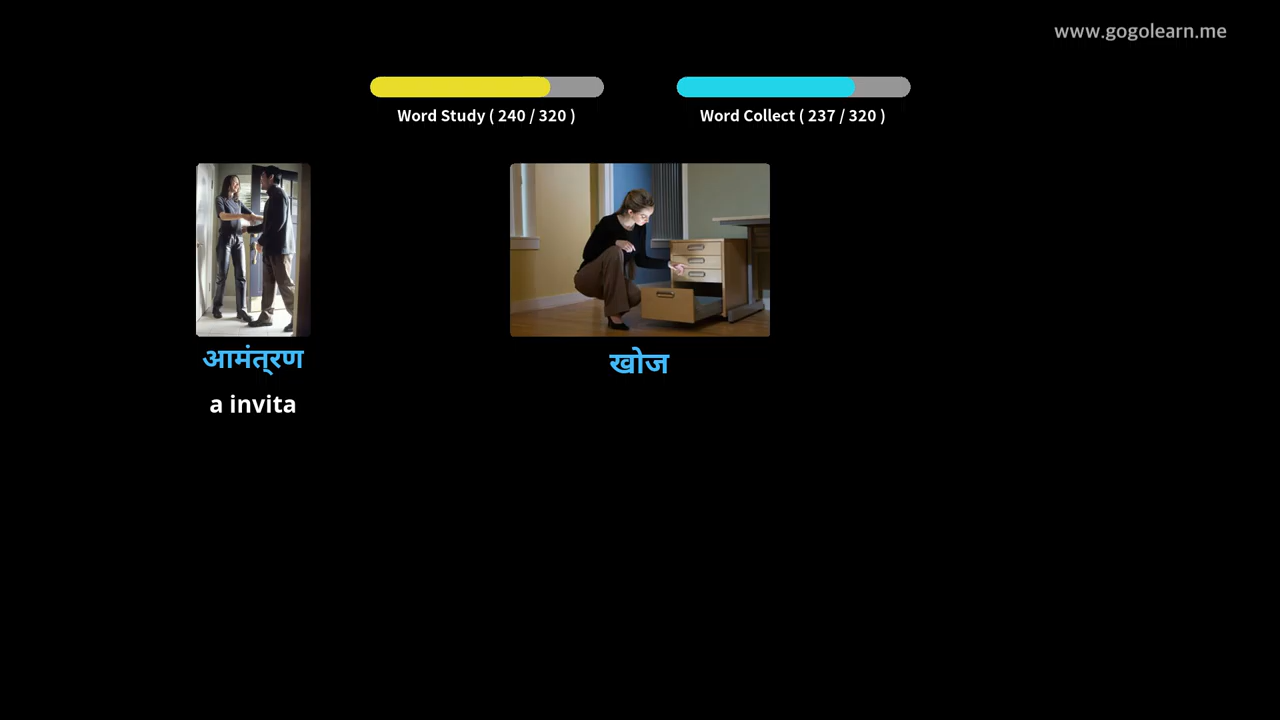 www.gogolearn.me
Word Study ( 240 / 320 )
Word Collect ( 237 / 320 )
आमंत्रण
खोज
a invita